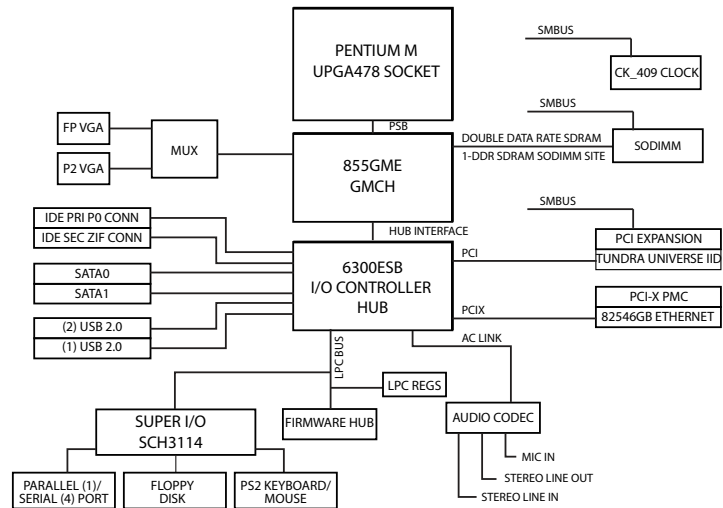 PENTIUM M
UPGA478 SOCKET
SMBUS
CK_409 CLOCK
PSB
SMBUS
SODIMM
DOUBLE DATA RATE SDRAM
1-DDR SDRAM SODIMM SITE
FP VGA
P2 VGA
MUX
855GME
GMCH
HUB INTERFACE
SMBUS
PCI EXPANSION
TUNDRA UNIVERSE IID
PCI
IDE PRI P0 CONN
IDE SEC ZIF CONN
SATA0
SATA1
(2) USB 2.0
(1) USB 2.0
6300ESB
I/O CONTROLLER
HUB
PCIX
PCI-X PMC
82546GB ETHERNET
AC LINK
LPC BUS
LPC REGS
FIRMWARE HUB
SUPER I/O
SCH3114
AUDIO CODEC
MIC IN
STEREO LINE OUT
STEREO LINE IN
PARALLEL (1)/
SERIAL (4) PORT
FLOPPY
DISK
PS2 KEYBOARD/
MOUSE